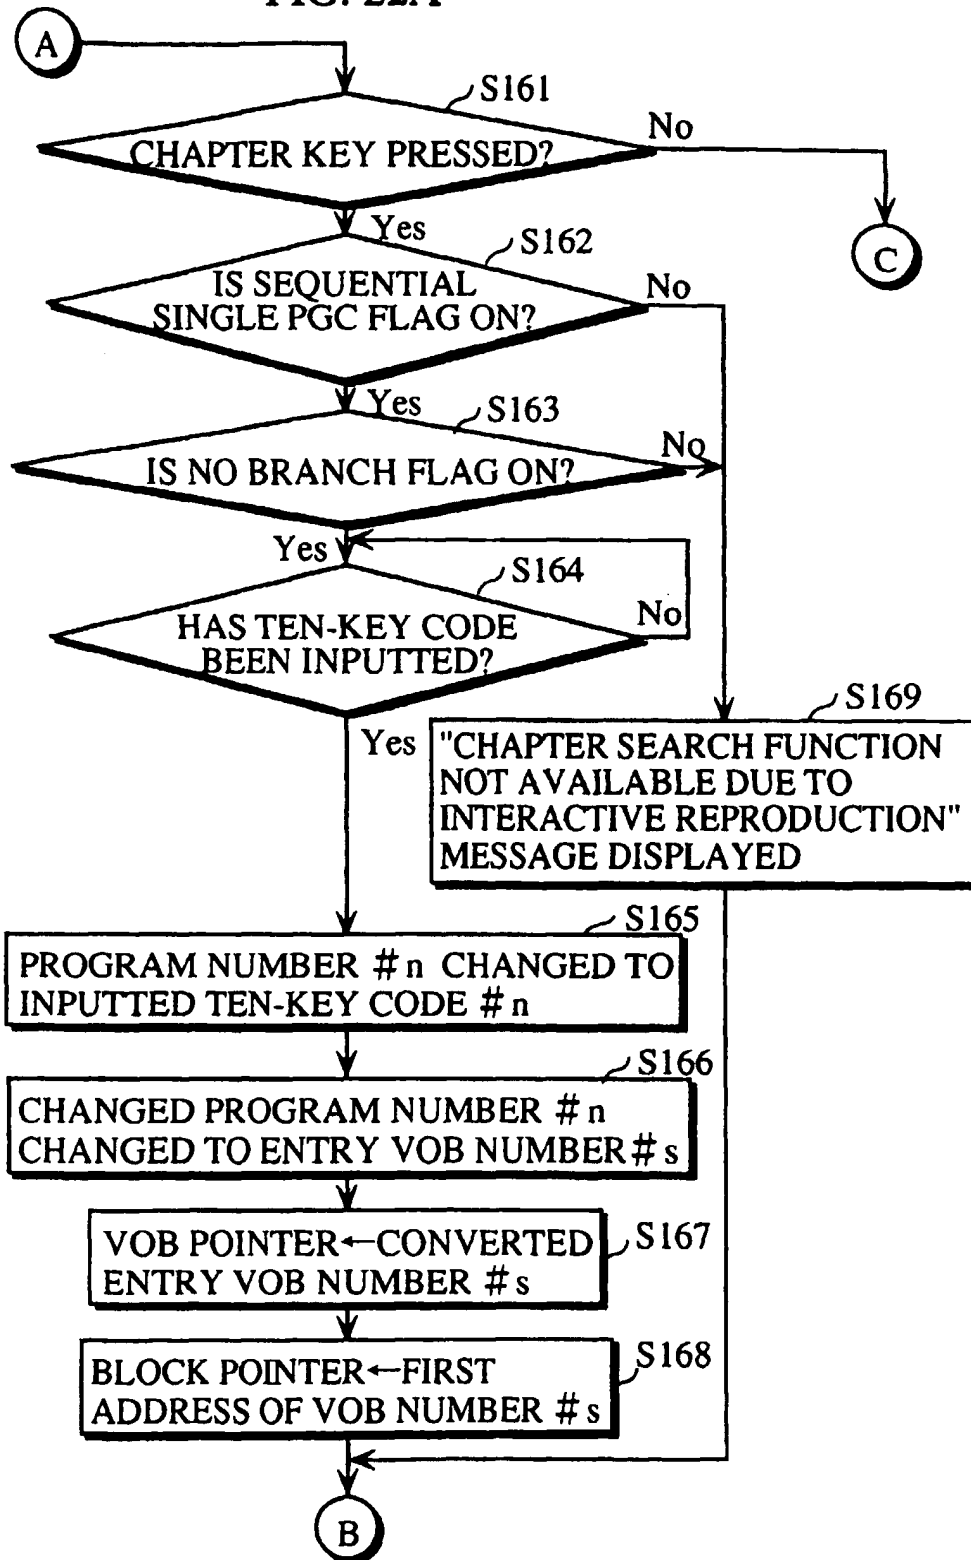 FIG. 22A
A
S161
CHAPTER KEY PRESSED?
No
Yes
C
S162
IS SEQUENTIAL
SINGLE PGC FLAG ON?
No
Yes
S163
IS NO BRANCH FLAG ON?
No
Yes
S164
HAS TEN-KEY CODE
BEEN INPUTTED?
No
Yes
S169
"CHAPTER SEARCH FUNCTION
NOT AVAILABLE DUE TO
INTERACTIVE REPRODUCTION"
MESSAGE DISPLAYED
S165
PROGRAM NUMBER #n CHANGED TO
INPUTTED TEN-KEY CODE #n
S166
CHANGED PROGRAM NUMBER #n
CHANGED TO ENTRY VOB NUMBER #s
S167
VOB POINTER←CONVERTED
ENTRY VOB NUMBER #s
S168
BLOCK POINTER←FIRST
ADDRESS OF VOB NUMBER #s
B